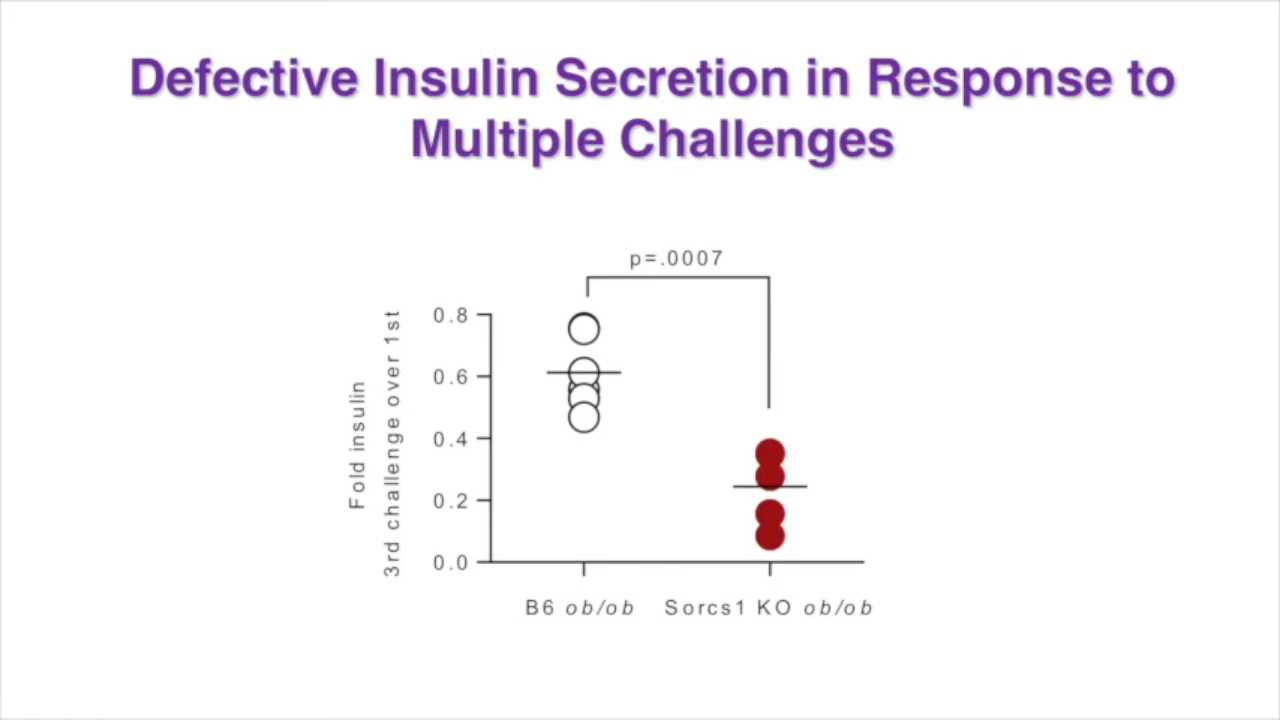 Defective Insulin Secretion in Response to
Multiple Challenges
p=.0007
Fold insulin
3rd challenge over 1st
0.8
0.6
0.4
0.2
0.0
B6 ob/ob
Sorcs1 KO ob/ob